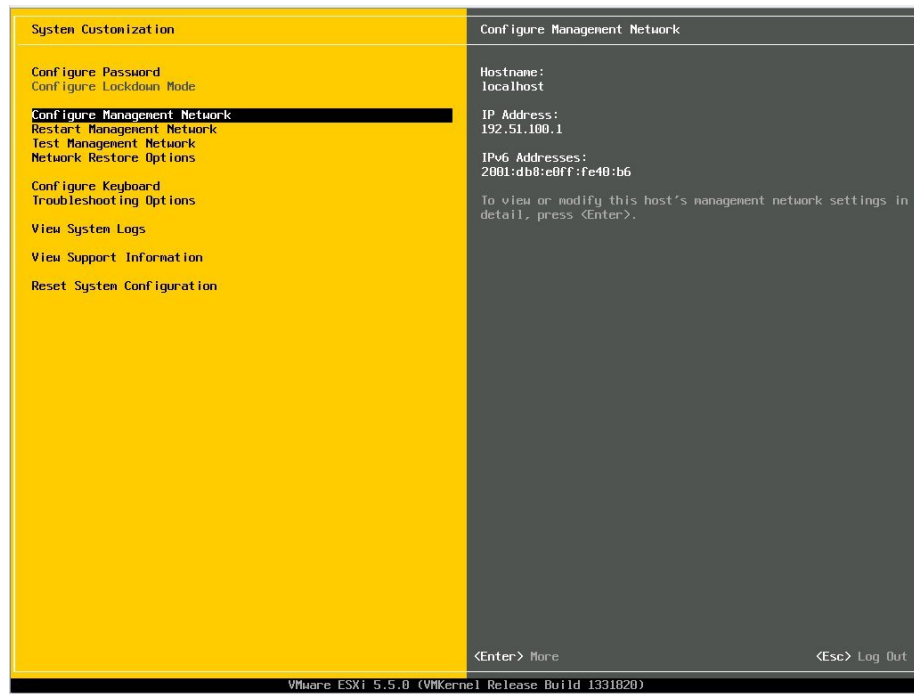 System Customization
Configure Password
Configure Lockdown Mode
Configure Management Network
Restart Management Network
Test Management Network
Network Restore Options
Configure Keyboard
Troubleshooting Options
View System Logs
View Support Information
Reset System Configuration
Configure Management Network
Hostname:
localhost
IP Address:
192.51.100.1
IPv6 Addresses:
2001:db8:e0ff:fe40:b6
To view or modify this host's management network settings in
detail, press <Enter>.
<Enter> More
<Esc> Log Out
VMware ESXi 5.5.0 (VMKernel Release Build 1331820)